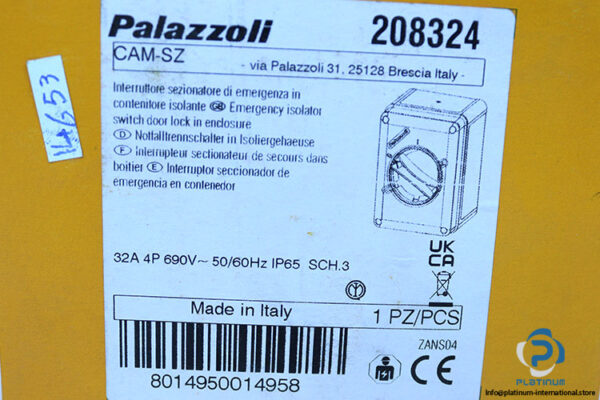 Palazzoli 208324
CAM-SZ - via Palazzoli 31, 25128 Brescia Italy -
14653
Interruttore sezionatore di emergenza in
contenitore isolante GB Emergency isolator
switch door lock in enclosure
D Notfalltrennschalter in Isoliergehaeuse
F Interrupteur sectionateur de secours dans
boitier E Interruptor seccionador de
emergencia en contenedor
UK
CA
32A 4P 690V~ 50/60Hz IP65 SCH.3
Made in Italy 1 PZ/PCS
ZANS04
8014950014958
CE
PLATINUM
info@platinum-international.store